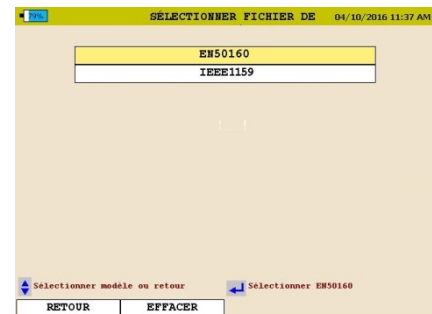 79%
SÉLECTIONNER FICHIER DE
04/10/2016 11:37 AM
EN50160
IEEE1159
Sélectionner modèle ou retour
Sélectionner EN50160
RETOUR
EFFACER